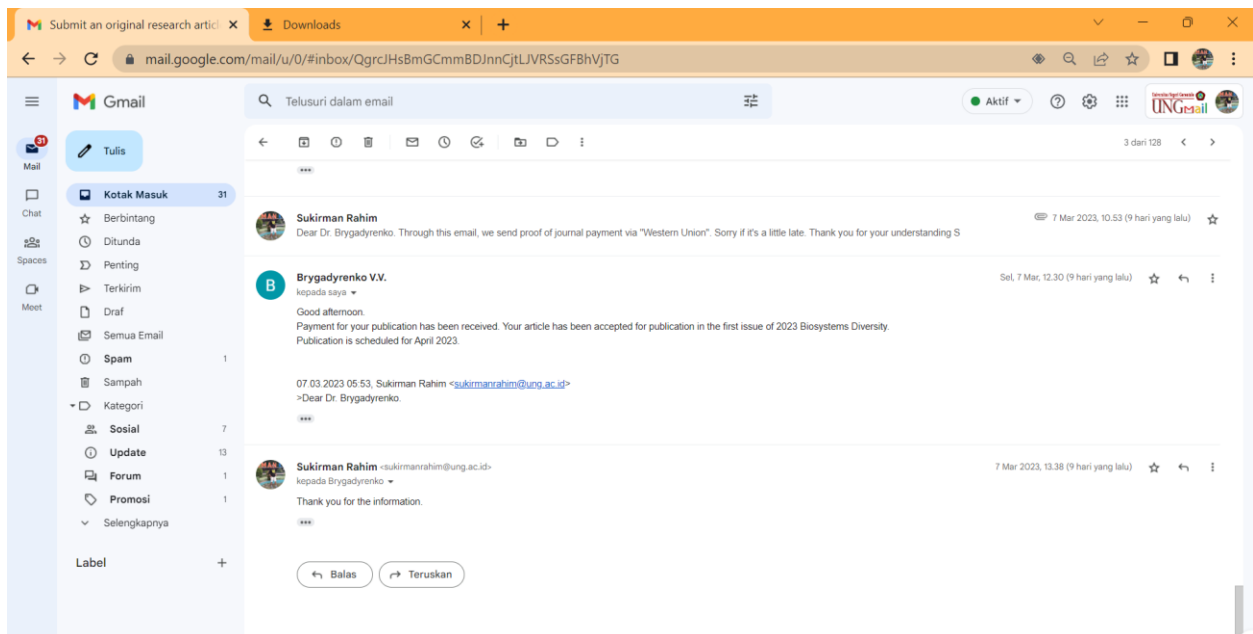 Submit an original research artic
Downloads
mail.google.com/mail/u/0/#inbox/QgrcJHsBmGCmmBDJnnCjtLJVRSsGFBhVjTG
Gmail
Telusuri dalam email
Aktif
UNGmail
31
Mail
Chat
Spaces
Meet
Tulis
Kotak Masuk 31
Berbintang
Ditunda
Penting
Terkirim
Draf
Semua Email
Spam 1
Sampah
Kategori
Sosial 7
Update 13
Forum 1
Promosi 1
Selengkapnya
Label
3 dari 128
Sukirman Rahim
7 Mar 2023, 10.53 (9 hari yang lalu)
Dear Dr. Brygadyrenko. Through this email, we send proof of journal payment via "Western Union". Sorry if it's a little late. Thank you for your understanding S
B
Brygadyrenko V.V.
Sel, 7 Mar, 12.30 (9 hari yang lalu)
kepada saya
Good afternoon.
Payment for your publication has been received. Your article has been accepted for publication in the first issue of 2023 Biosystems Diversity.
Publication is scheduled for April 2023.
07.03.2023 05:53, Sukirman Rahim <sukirmanrahim@ung.ac.id>
>Dear Dr. Brygadyrenko.
Sukirman Rahim <sukirmanrahim@ung.ac.id>
7 Mar 2023, 13.38 (9 hari yang lalu)
kepada Brygadyrenko
Thank you for the information.
Balas
Teruskan